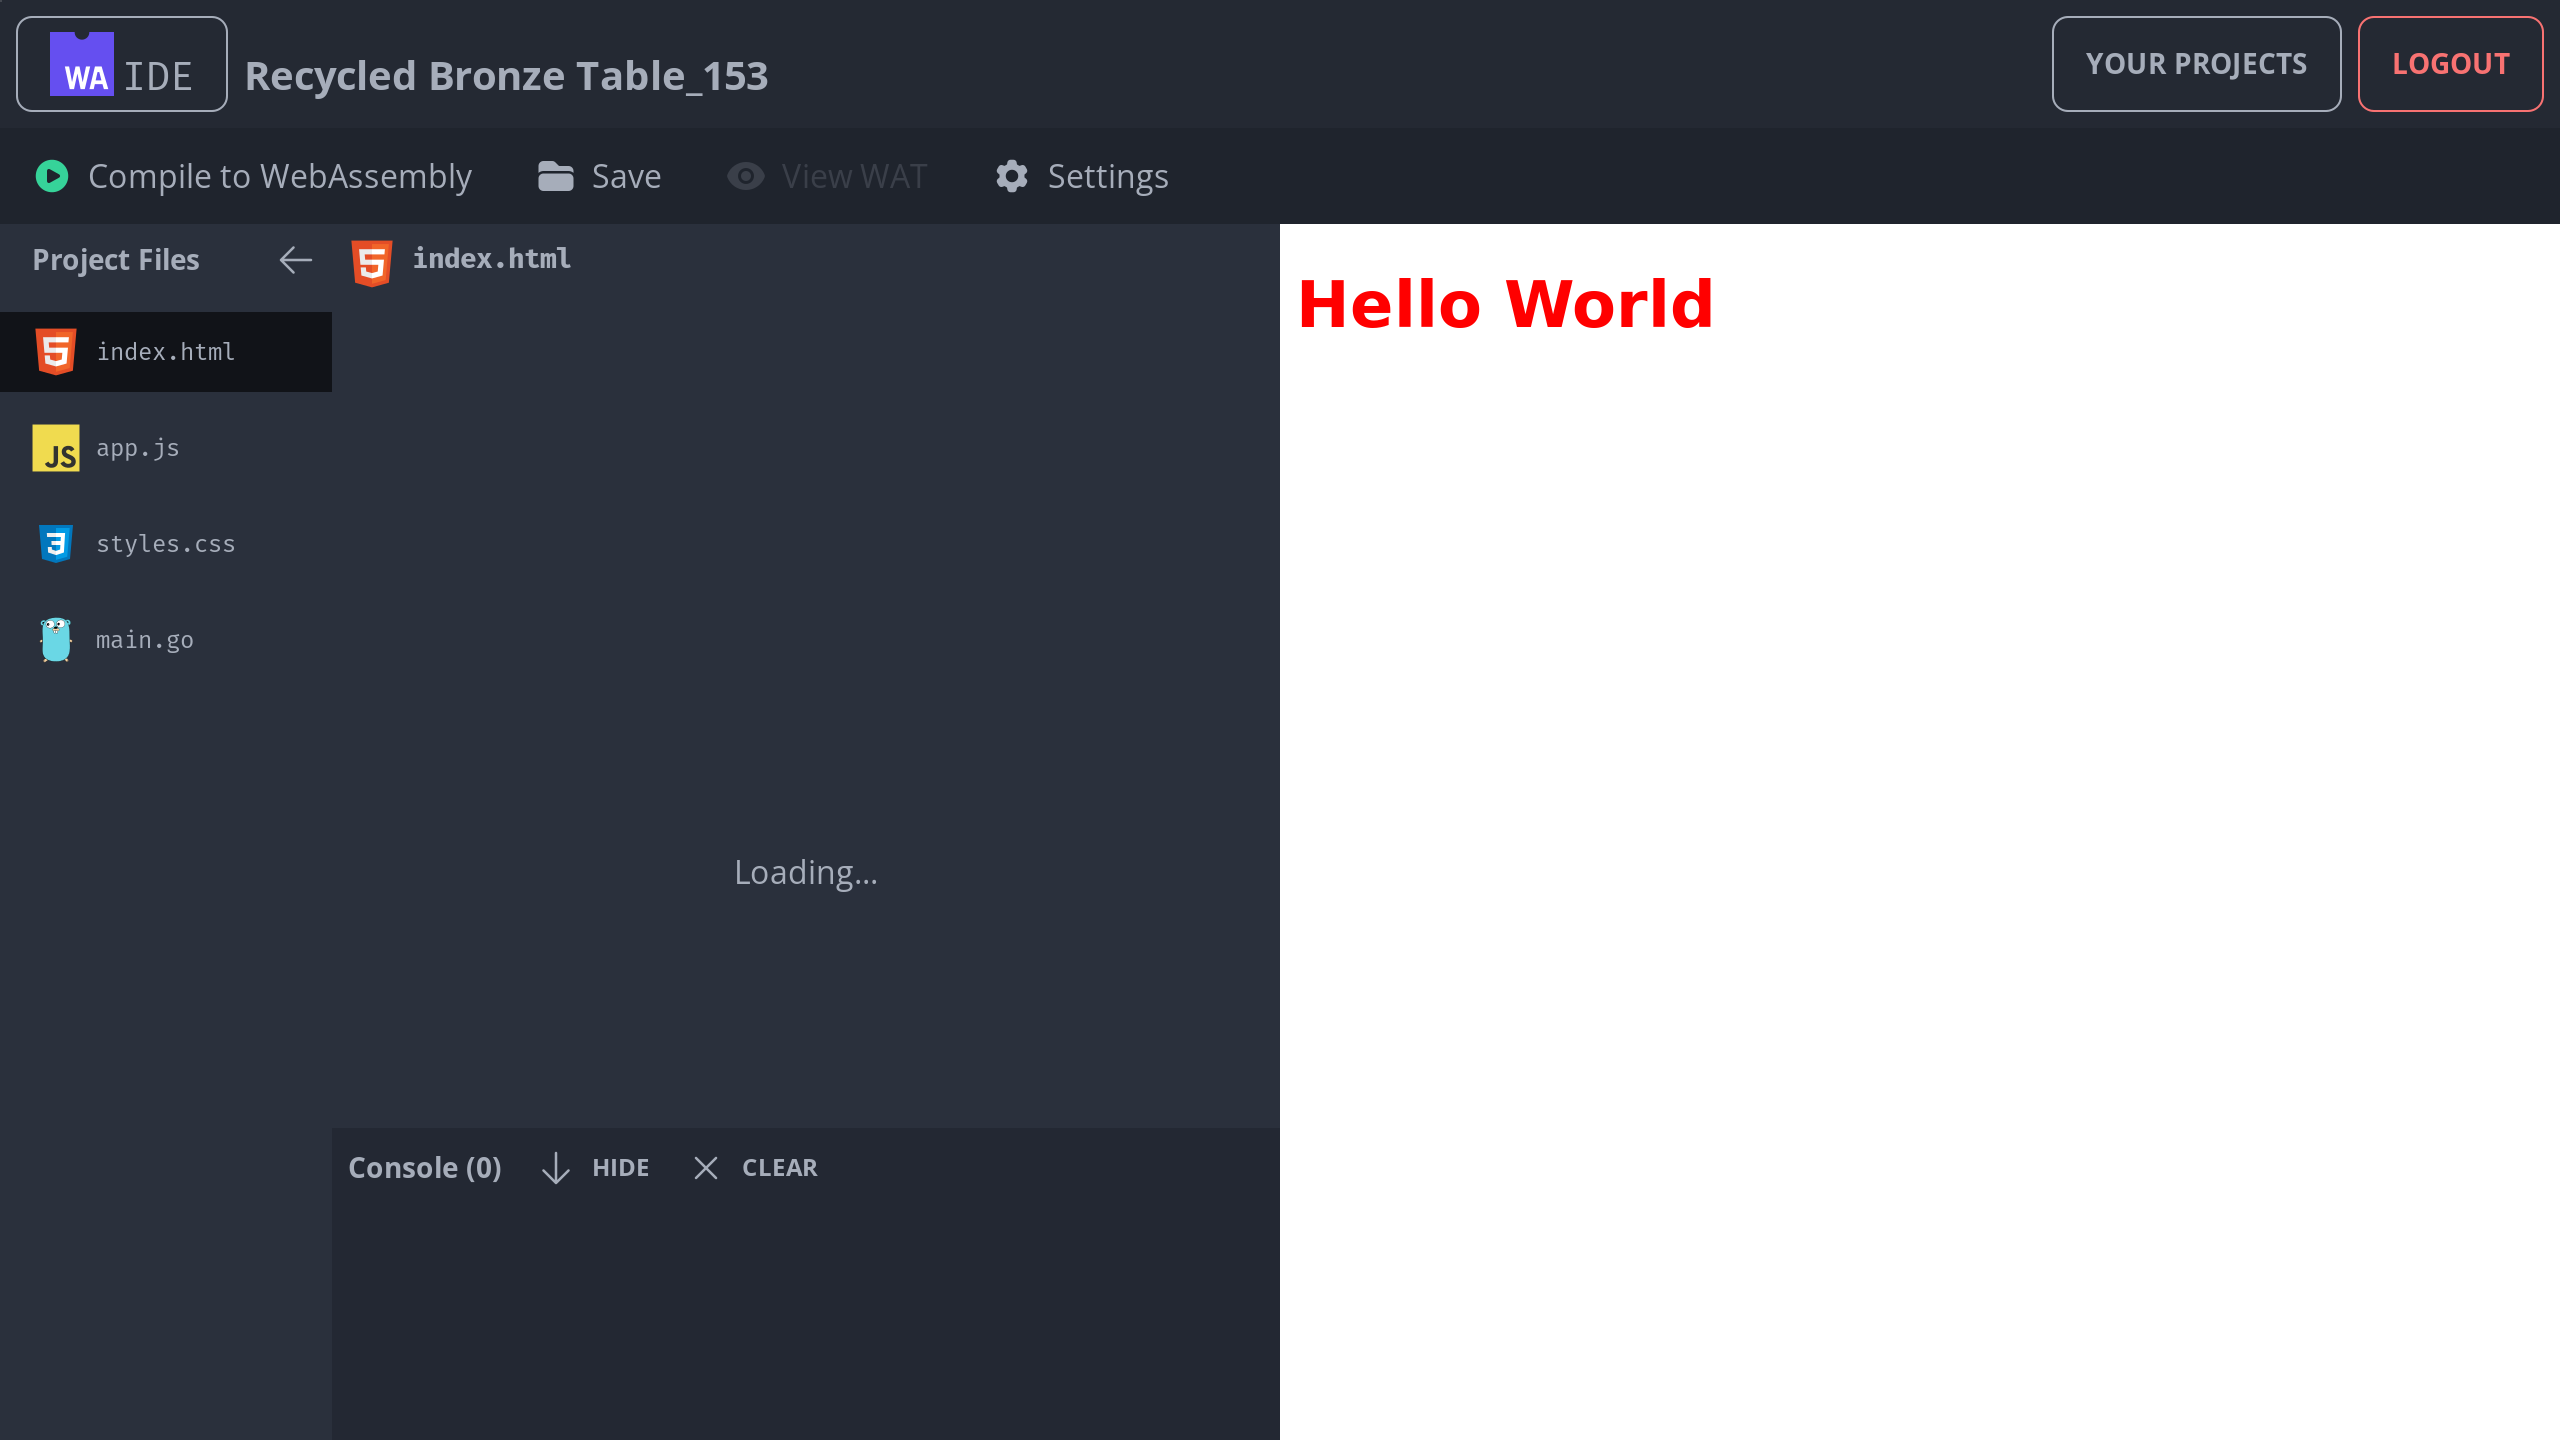 WA IDE Recycled Bronze Table_153 YOUR PROJECTS LOGOUT
Compile to WebAssembly Save View WAT Settings
Project Files index.html
Hello World
index.html
JS app.js
styles.css
main.go
Loading...
Console (0) HIDE CLEAR